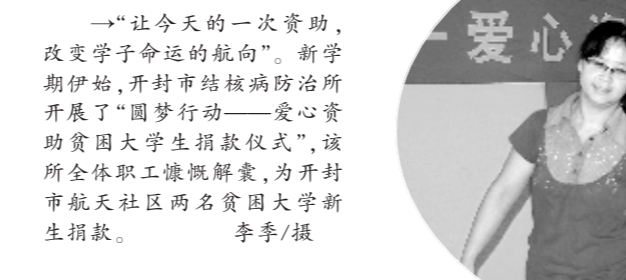 →“让今天的一次资助，
改变学子命运的航向”。新学
期伊始，开封市结核病防治所
开展了“圆梦行动——爱心资
助贫困大学生捐款仪式”，该
所全体职工慷慨解囊，为开封
市航天社区两名贫困大学新
生捐款。 李季/摄
爱心